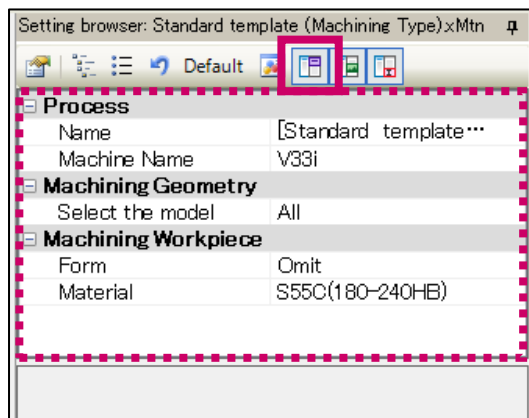 Setting browser: Standard template (Machining Type).xMtn
Default
Process
Name [Standard template…
Machine Name V33i
Machining Geometry
Select the model All
Machining Workpiece
Form Omit
Material S55C(180-240HB)